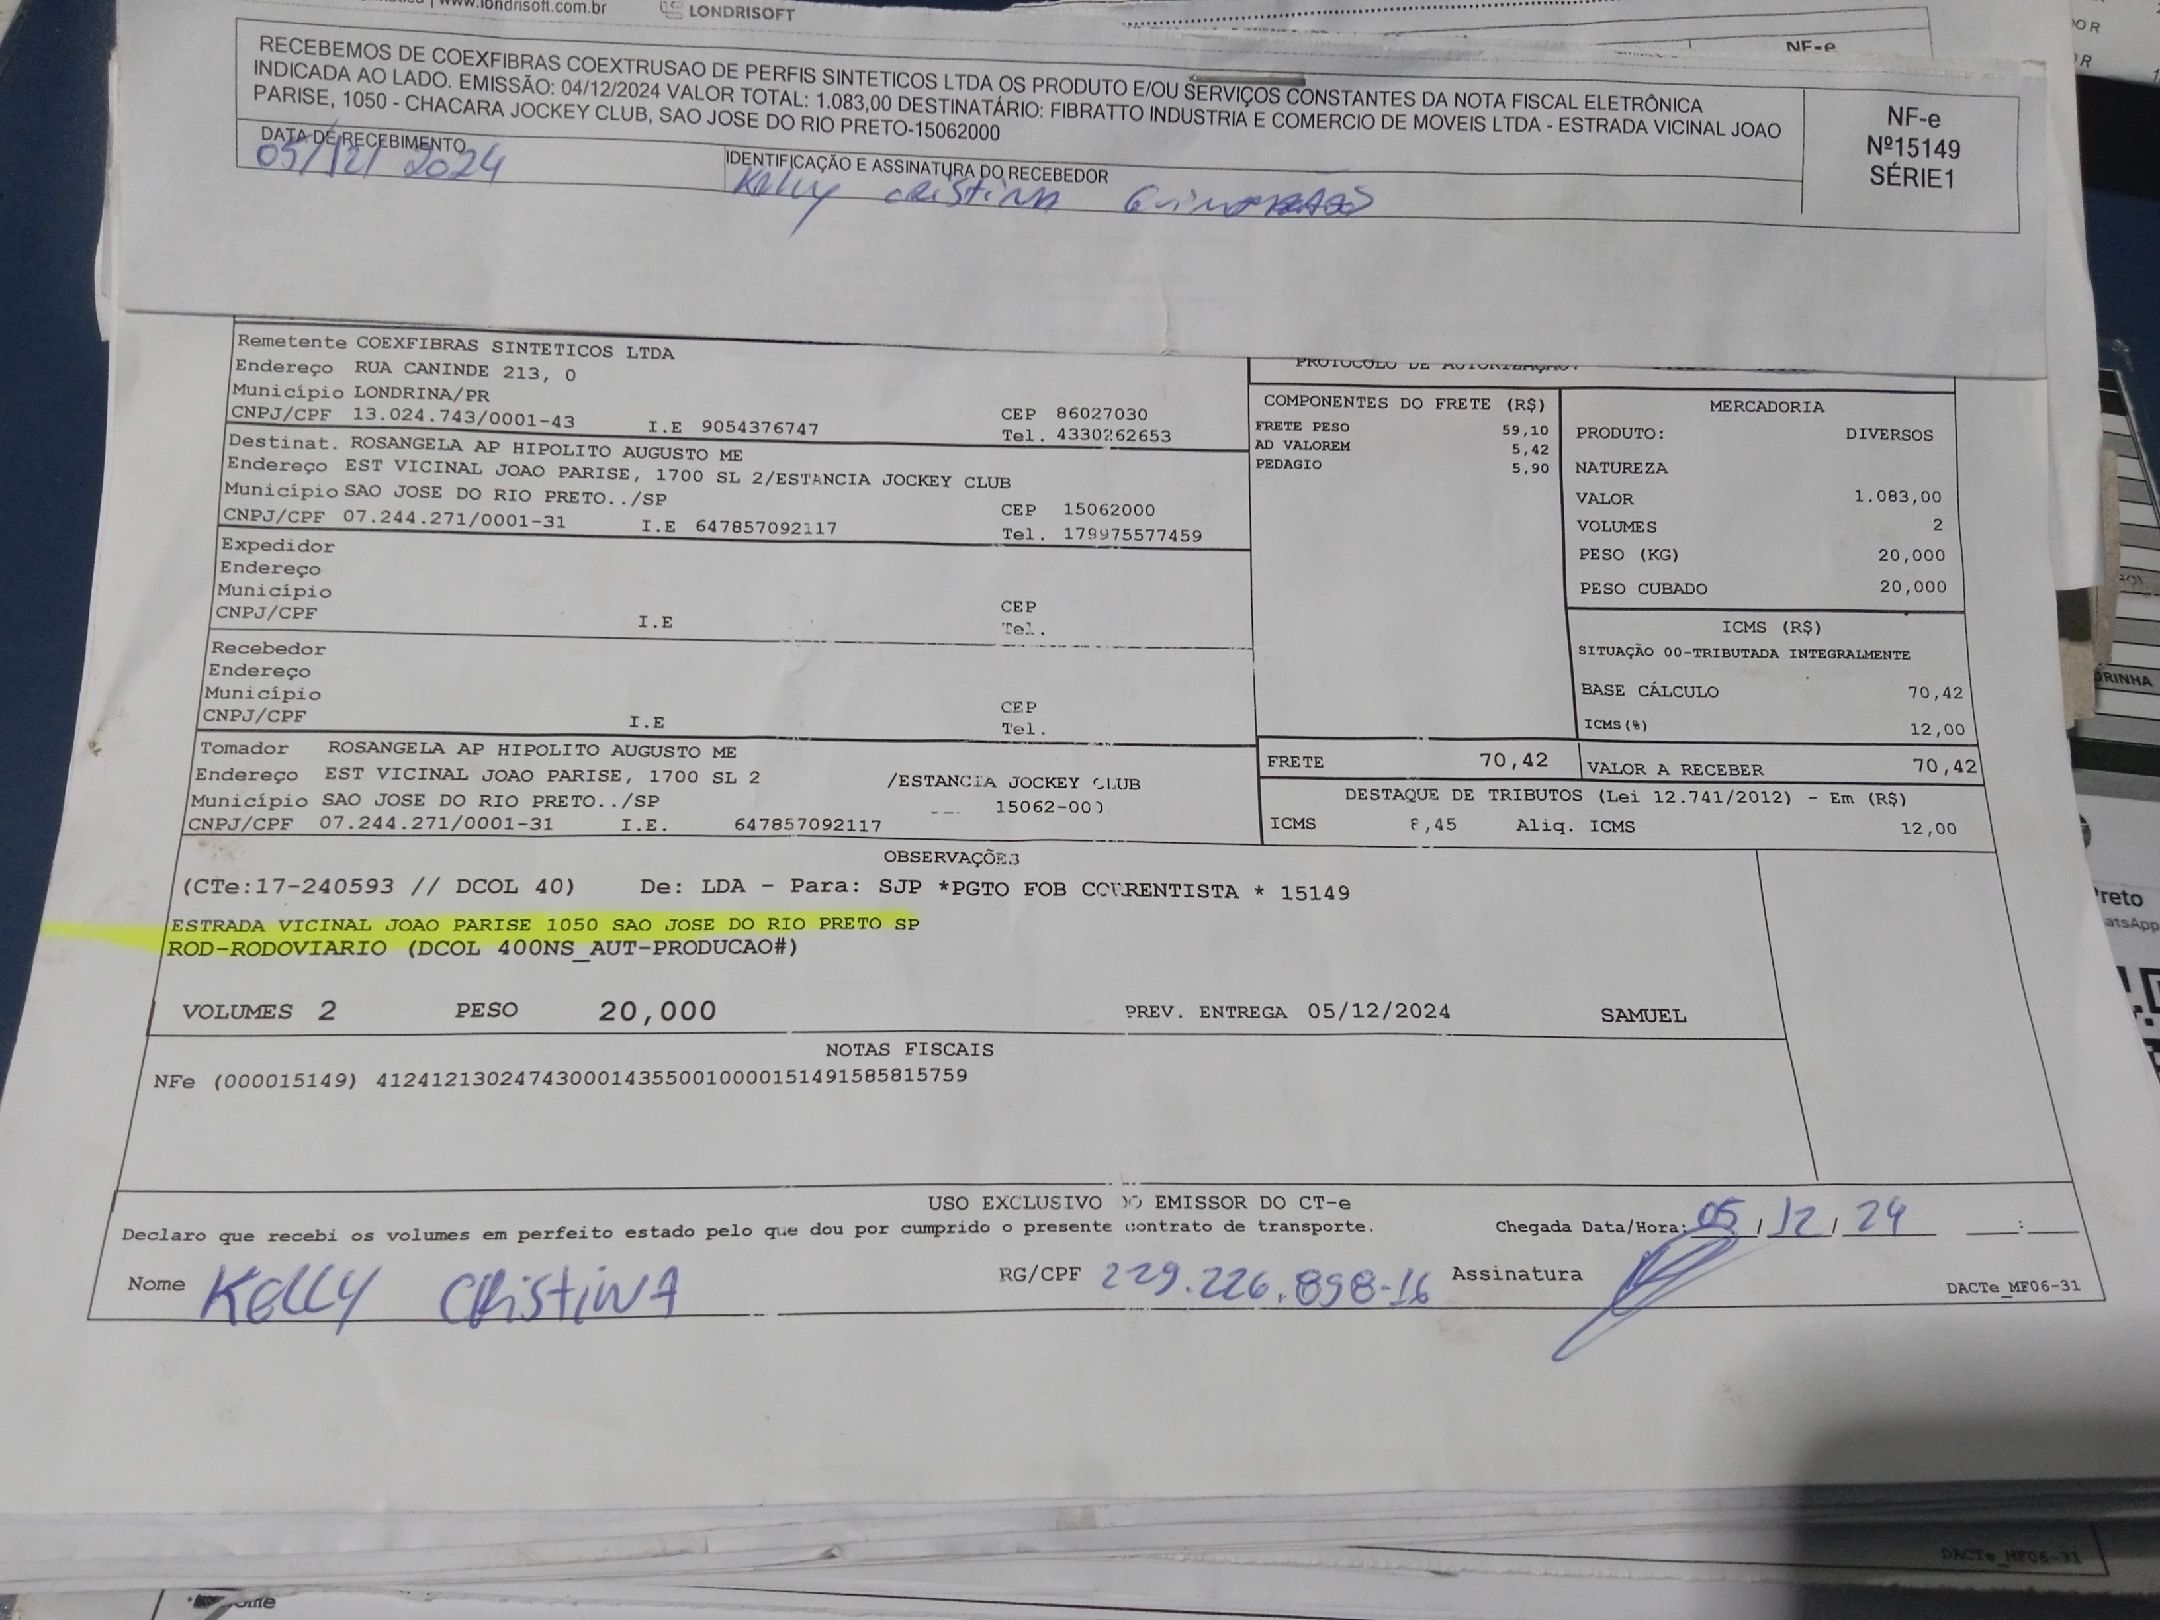 www.londrisoft.com.br
LONDRISOFT
NF-e
RECEBEMOS DE COEXFIBRAS COEXTRUSAO DE PERFIS SINTETICOS LTDA OS PRODUTO E/OU SERVIÇOS CONSTANTES DA NOTA FISCAL ELETRÔNICA
INDICADA AO LADO. EMISSÃO: 04/12/2024 VALOR TOTAL: 1.083,00 DESTINATÁRIO: FIBRATTO INDUSTRIA E COMERCIO DE MOVEIS LTDA - ESTRADA VICINAL JOAO
PARISE, 1050 - CHACARA JOCKEY CLUB, SAO JOSE DO RIO PRETO-15062000
NF-e
Nº15149
SÉRIE1
DATA DE RECEBIMENTO
05/12/2024
IDENTIFICAÇÃO E ASSINATURA DO RECEBEDOR
Kelly Cristina
Remetente COEXFIBRAS SINTETICOS LTDA
Endereço RUA CANINDE 213, 0
Município LONDRINA/PR
CNPJ/CPF 13.024.743/0001-43 I.E 9054376747
CEP 86027030
Tel. 4330262653
Destinat. ROSANGELA AP HIPOLITO AUGUSTO ME
Endereço EST VICINAL JOAO PARISE, 1700 SL 2/ESTANCIA JOCKEY CLUB
Município SAO JOSE DO RIO PRETO../SP
CNPJ/CPF 07.244.271/0001-31 I.E 647857092117
CEP 15062000
Tel. 179975577459
Expedidor
Endereço
Município
CNPJ/CPF I.E
CEP
Tel.
Recebedor
Endereço
Município
CNPJ/CPF I.E
CEP
Tel.
Tomador ROSANGELA AP HIPOLITO AUGUSTO ME
Endereço EST VICINAL JOAO PARISE, 1700 SL 2 /ESTANCIA JOCKEY CLUB
Município SAO JOSE DO RIO PRETO../SP 15062-000
CNPJ/CPF 07.244.271/0001-31 I.E. 647857092117
PROTOCOLO DE AUTORIZAÇÃO:
COMPONENTES DO FRETE (R$)
FRETE PESO 59,10
AD VALOREM 5,42
PEDAGIO 5,90
MERCADORIA
PRODUTO: DIVERSOS
NATUREZA
VALOR 1.083,00
VOLUMES 2
PESO (KG) 20,000
PESO CUBADO 20,000
ICMS (R$)
SITUAÇÃO 00-TRIBUTADA INTEGRALMENTE
BASE CÁLCULO 70,42
ICMS(%) 12,00
FRETE 70,42
VALOR A RECEBER 70,42
DESTAQUE DE TRIBUTOS (Lei 12.741/2012) - Em (R$)
ICMS 8,45 Aliq. ICMS 12,00
OBSERVAÇÕES
(CTe:17-240593 // DCOL 40) De: LDA - Para: SJP *PGTO FOB CORRENTISTA * 15149
ESTRADA VICINAL JOAO PARISE 1050 SAO JOSE DO RIO PRETO SP
ROD-RODOVIARIO (DCOL 400NS_AUT-PRODUCAO#)
VOLUMES 2 PESO 20,000 PREV. ENTREGA 05/12/2024 SAMUEL
NOTAS FISCAIS
NFe (000015149) 41241213024743000143550010000151491585815759
USO EXCLUSIVO DO EMISSOR DO CT-e
Declaro que recebi os volumes em perfeito estado pelo que dou por cumprido o presente contrato de transporte. Chegada Data/Hora: 05/12/24 :
Nome KELLY CRISTINA RG/CPF 229.226.898-16 Assinatura
DACTe_MF06-31
DACTe_MF06-31